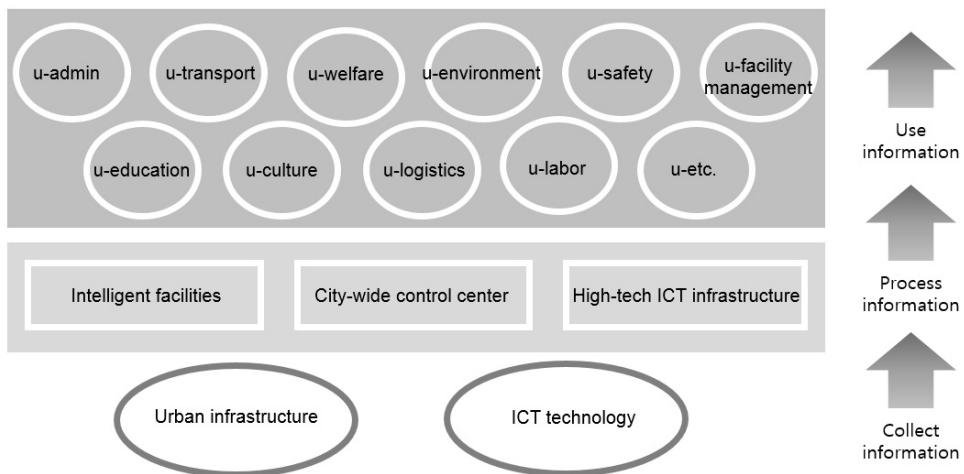 u-admin
u-transport
u-welfare
u-environment
u-safety
u-facility
management
u-education
u-culture
u-logistics
u-labor
u-etc.
Use
information
Intelligent facilities
City-wide control center
High-tech ICT infrastructure
Process
information
Urban infrastructure
ICT technology
Collect
information